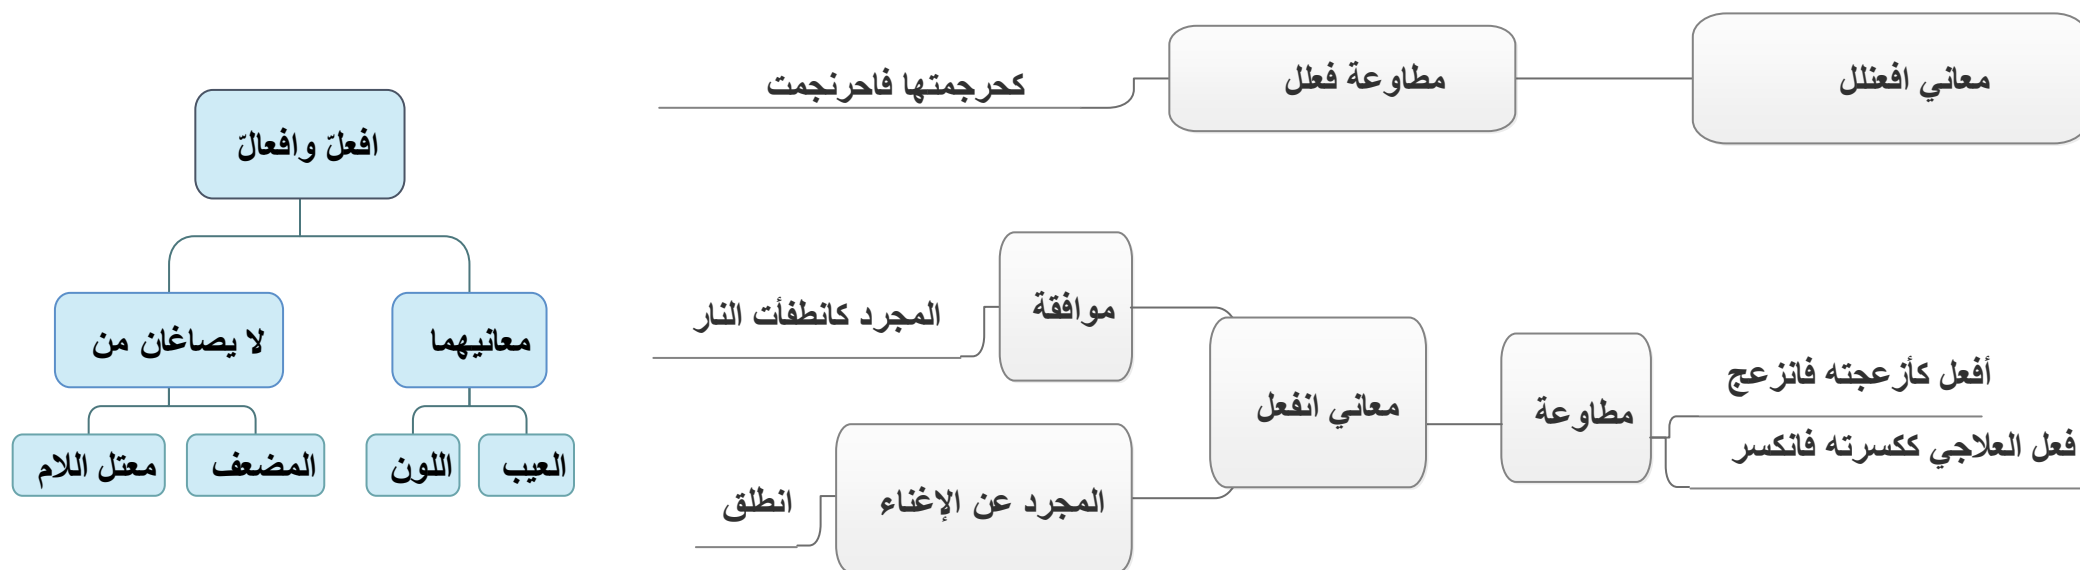 معاني افعنلل
مطاوعة فعلل
كحرجمتها فاحرنجمت
معاني انفعل
مطاوعة
أفعل كأزعجته فانزعج
فعل العلاجي ككسرته فانكسر
موافقة
المجرد كانطفأت النار
المجرد عن الإغناء
انطلق
افعلّ وافعالّ
معانيهما
العيب
اللون
لا يصاغان من
المضعف
معتل اللام